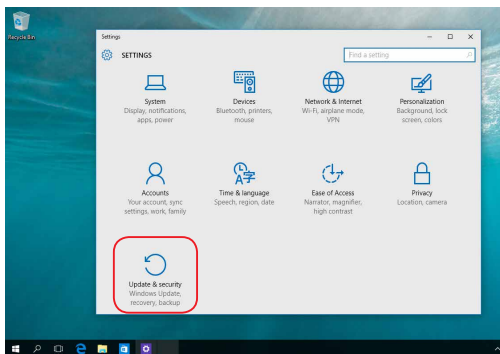 Recycle Bin
Settings
SETTINGS
Find a setting
System
Display, notifications,
apps, power
Devices
Bluetooth, printers,
mouse
Network & Internet
Wi-Fi, airplane mode,
VPN
Personalization
Background, lock
screen, colors
Accounts
Your account, sync
settings, work, family
Time & language
Speech, region, date
Ease of Access
Narrator, magnifier,
high contrast
Privacy
Location, camera
Update & security
Windows Update,
recovery, backup